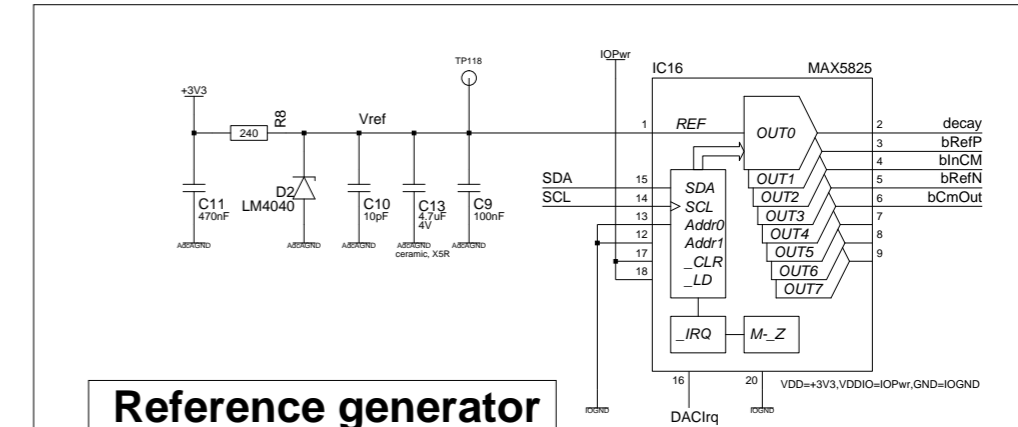 TP118
IOPwr
IC16
MAX5825
+3V3
240
R8
Vref
1
REF
OUT0
2
decay
3
bRefP
4
bInCM
5
bRefN
6
bCmOut
7
8
9
OUT1
OUT2
OUT3
OUT4
OUT5
OUT6
OUT7
SDA
15
SDA
SCL
14
SCL
13
Addr0
12
Addr1
17
_CLR
18
_LD
C11
470nF
D2
LM4040
C10
10pF
C13
4.7uF
4V
C9
100nF
AdcAGND
AdcAGND
AdcAGND
AdcAGND
AdcAGND
ceramic, X5R
_IRQ
M-_Z
16
20
VDD=+3V3,VDDIO=IOPwr,GND=IOGND
IOGND
IOGND
DACIrq
Reference generator